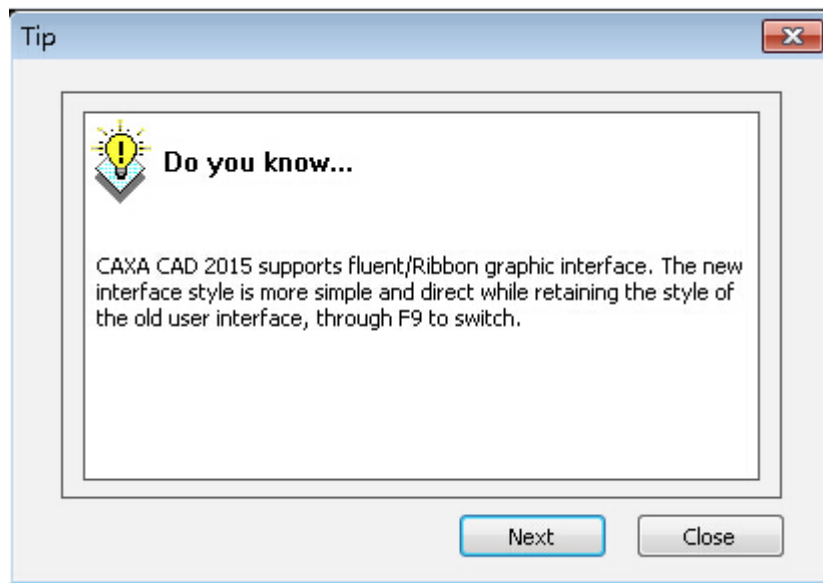 Tip
Do you know...
CAXA CAD 2015 supports fluent/Ribbon graphic interface. The new
interface style is more simple and direct while retaining the style of
the old user interface, through F9 to switch.
Next Close